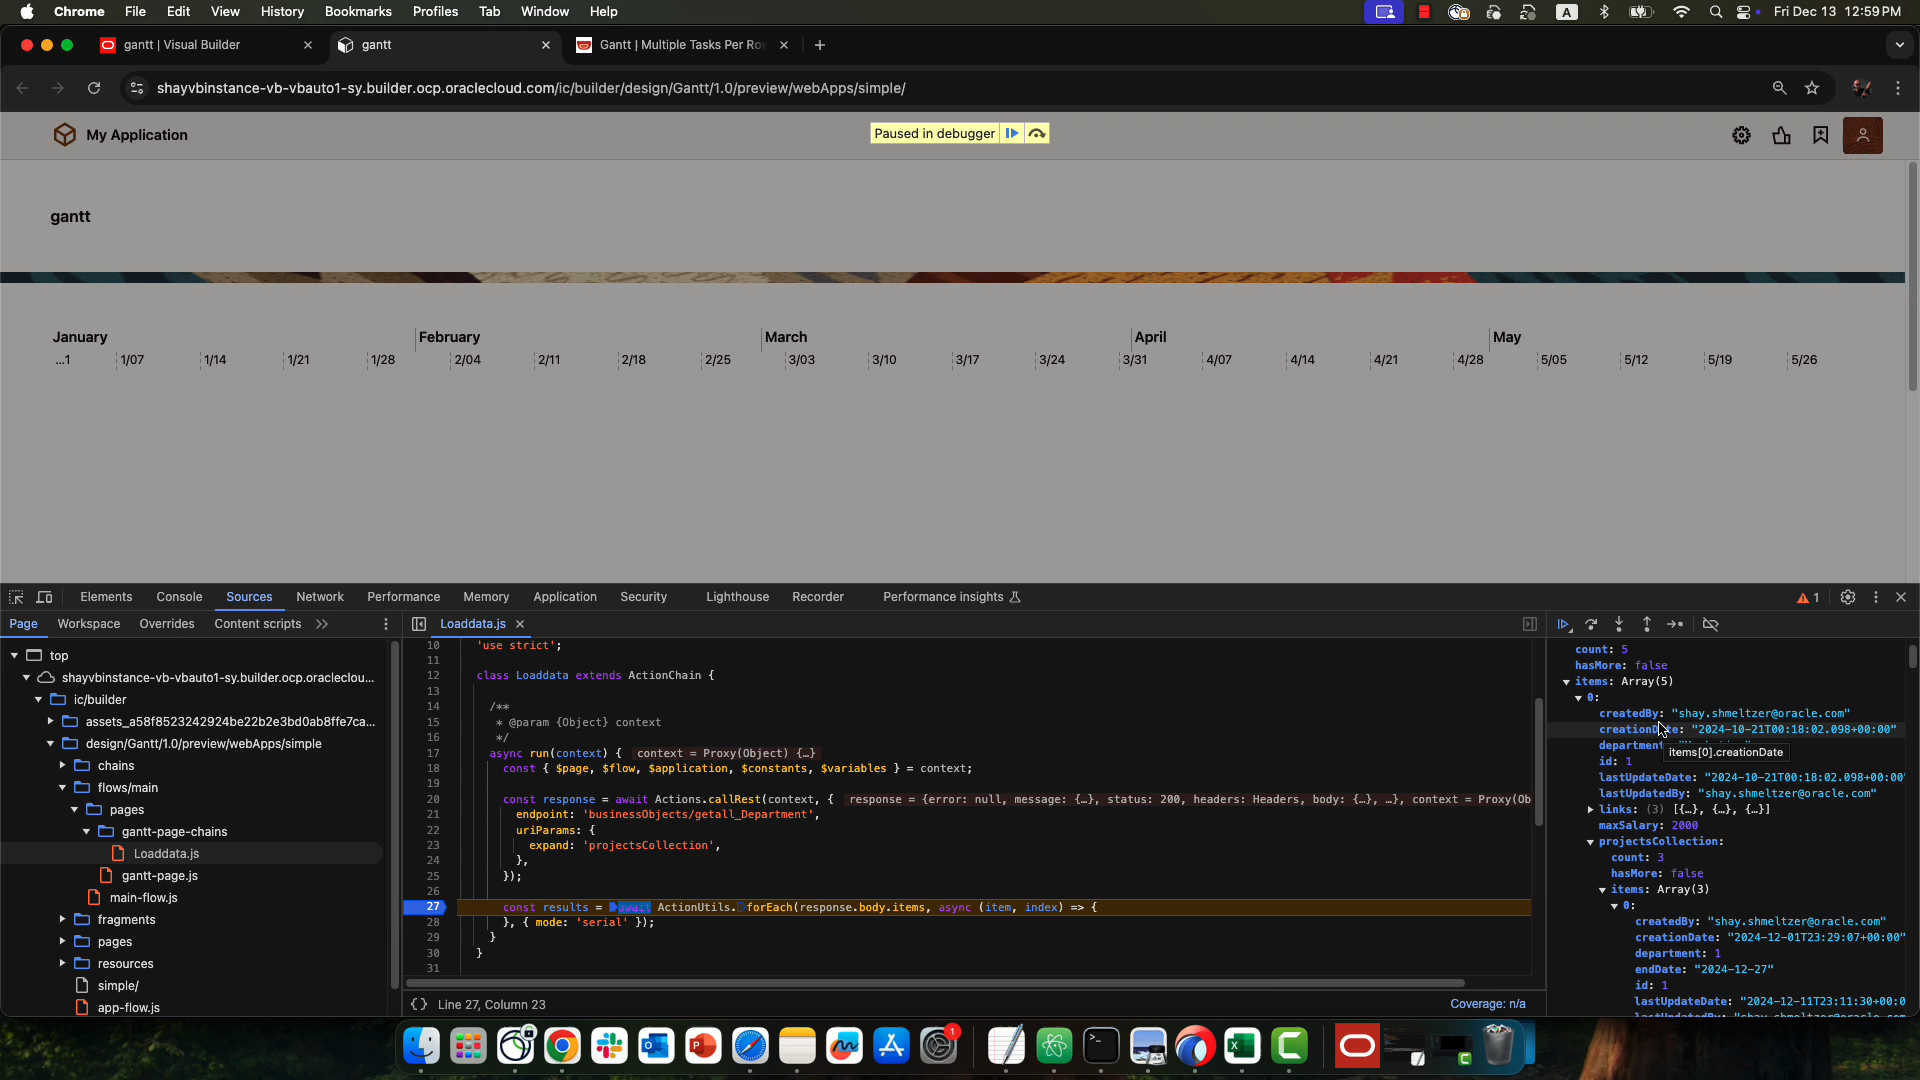 Chrome File Edit View History Bookmarks Profiles Tab Window Help
A Fri Dec 13 12:59 PM
gantt | Visual Builder
gantt
Gantt | Multiple Tasks Per Ro
shayvbinstance-vb-vbauto1-sy.builder.ocp.oraclecloud.com/ic/builder/design/Gantt/1.0/preview/webApps/simple/
My Application
Paused in debugger
gantt
January February March April May
...1 1/07 1/14 1/21 1/28 2/04 2/11 2/18 2/25 3/03 3/10 3/17 3/24 3/31 4/07 4/14 4/21 4/28 5/05 5/12 5/19 5/26
Elements Console Sources Network Performance Memory Application Security Lighthouse Recorder Performance insights 1
Page Workspace Overrides Content scripts
top
shayvbinstance-vb-vbauto1-sy.builder.ocp.oracleclou...
ic/builder
assets_a58f8523242924be22b2e3bd0ab8ffe7ca...
design/Gantt/1.0/preview/webApps/simple
chains
flows/main
pages
gantt-page-chains
Loaddata.js
gantt-page.js
main-flow.js
fragments
pages
resources
simple/
app-flow.js
Loaddata.js
10 'use strict';
11
12 class Loaddata extends ActionChain {
13
14 /**
15 * @param {Object} context
16 */
17 async run(context) { context = Proxy(Object) {…}
18 const { $page, $flow, $application, $constants, $variables } = context;
19
20 const response = await Actions.callRest(context, { response = {error: null, message: {…}, status: 200, headers: Headers, body: {…}, …}, context = Proxy(Ob
21 endpoint: 'businessObjects/getall_Department',
22 uriParams: {
23 expand: 'projectsCollection',
24 },
25 });
26
27 const results = await ActionUtils.forEach(response.body.items, async (item, index) => {
28 }, { mode: 'serial' });
29 }
30 }
31
{} Line 27, Column 23
Coverage: n/a
count: 5
hasMore: false
items: Array(5)
0:
createdBy: "shay.shmeltzer@oracle.com"
creationDate: "2024-10-21T00:18:02.098+00:00"
department
items[0].creationDate
id: 1
lastUpdateDate: "2024-10-21T00:18:02.098+00:00"
lastUpdatedBy: "shay.shmeltzer@oracle.com"
links: (3) [{…}, {…}, {…}]
maxSalary: 2000
projectsCollection:
count: 3
hasMore: false
items: Array(3)
0:
createdBy: "shay.shmeltzer@oracle.com"
creationDate: "2024-12-01T23:29:07+00:00"
department: 1
endDate: "2024-12-27"
id: 1
lastUpdateDate: "2024-12-11T23:11:30+00:0
1